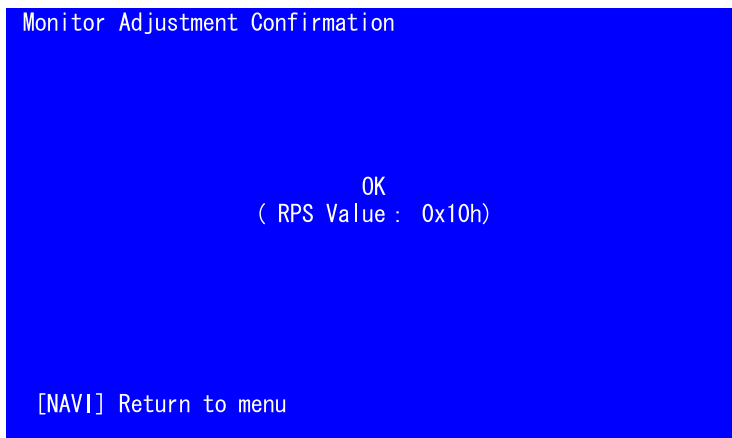 Monitor Adjustment Confirmation
OK
( RPS Value : 0x10h)
[NAVI] Return to menu